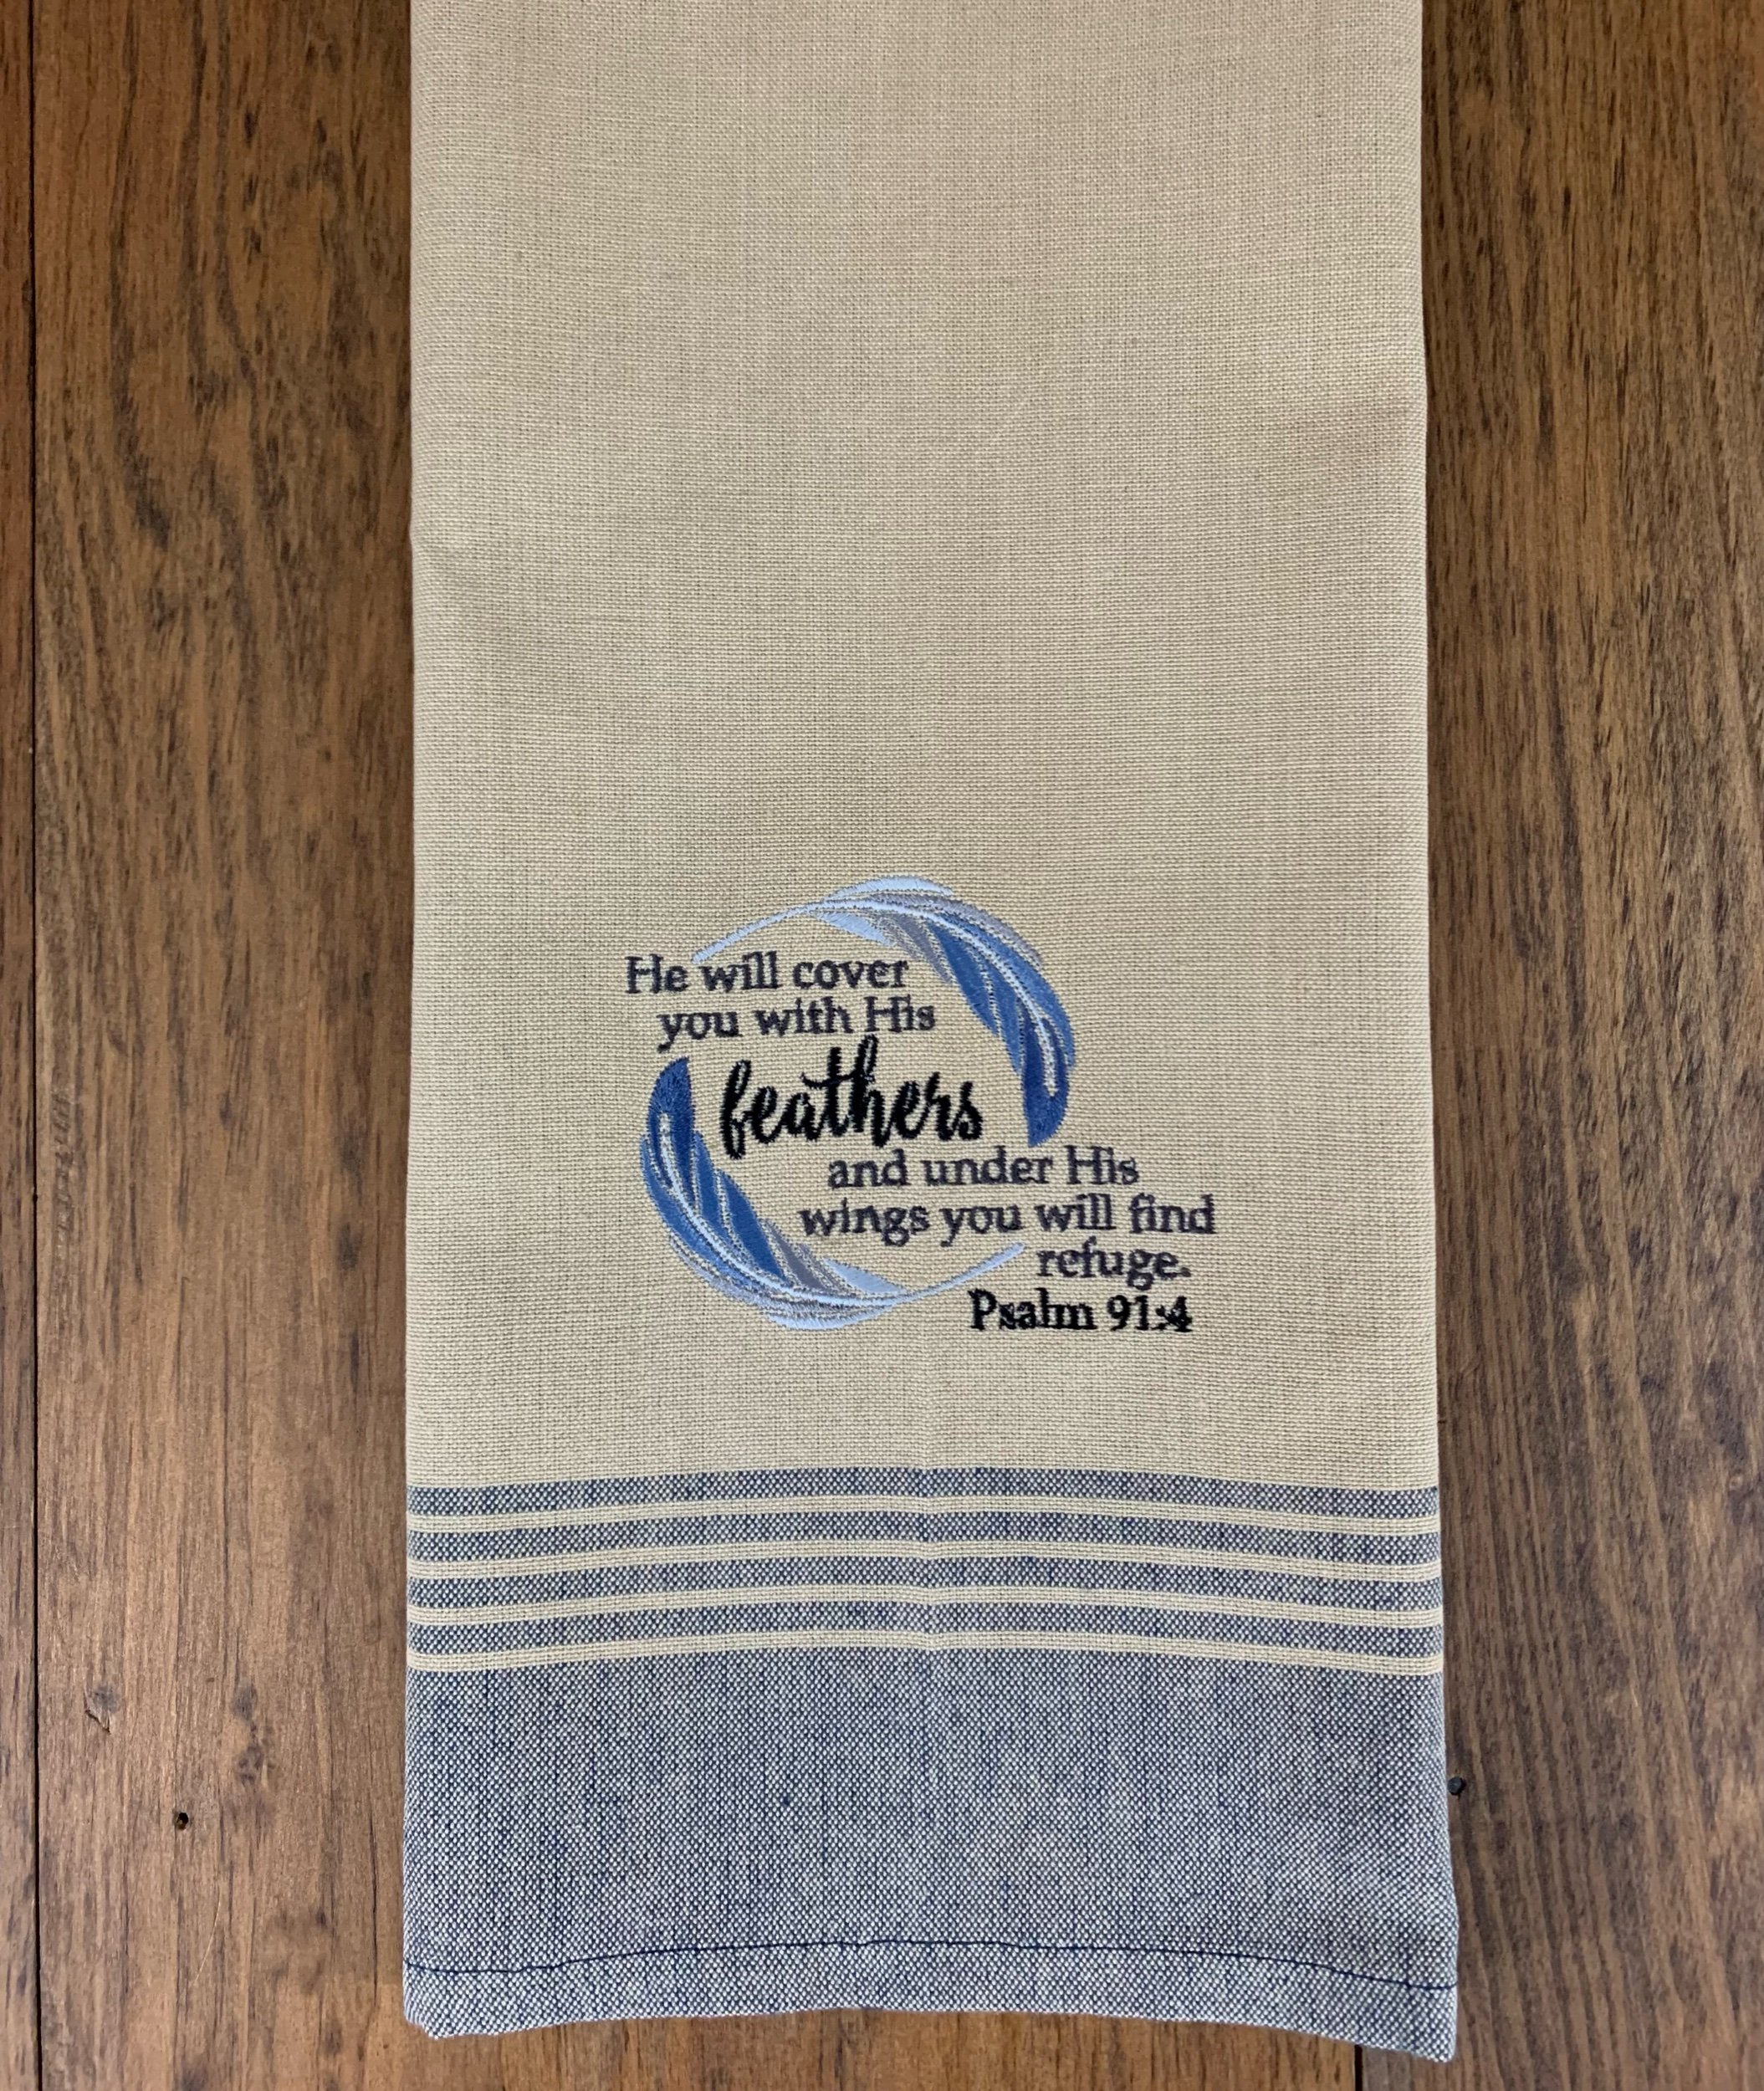 He will cover
you with His
feathers
and under His
wings you will find
refuge.
Psalm 91:4